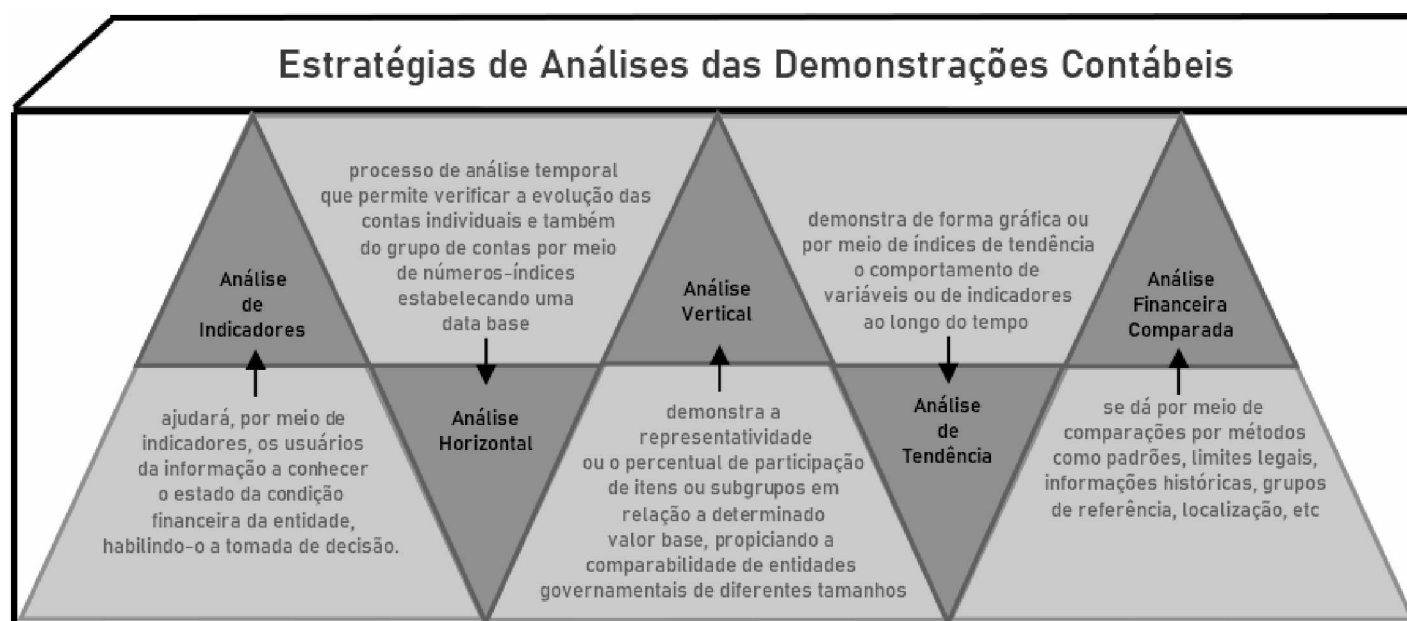 Estratégias de Análises das Demonstrações Contábeis
Análise
de
Indicadores
ajudará, por meio de
indicadores, os usuários
da informação a conhecer
o estado da condição
financeira da entidade,
habilindo-o a tomada de decisão.
processo de análise temporal
que permite verificar a evolução das
contas individuais e também
do grupo de contas por meio
de números-índices
estabelecando uma
data base
Análise
Horizontal
Análise
Vertical
demonstra a
representatividade
ou o percentual de participação
de itens ou subgrupos em
relação a determinado
valor base, propiciando a
comparabilidade de entidades
governamentais de diferentes tamanhos
demonstra de forma gráfica ou
por meio de índices de tendência
o comportamento de
variáveis ou de indicadores
ao longo do tempo
Análise
de
Tendência
Análise
Financeira
Comparada
se dá por meio de
comparações por métodos
como padrões, limites legais,
informações históricas, grupos
de referência, localização, etc